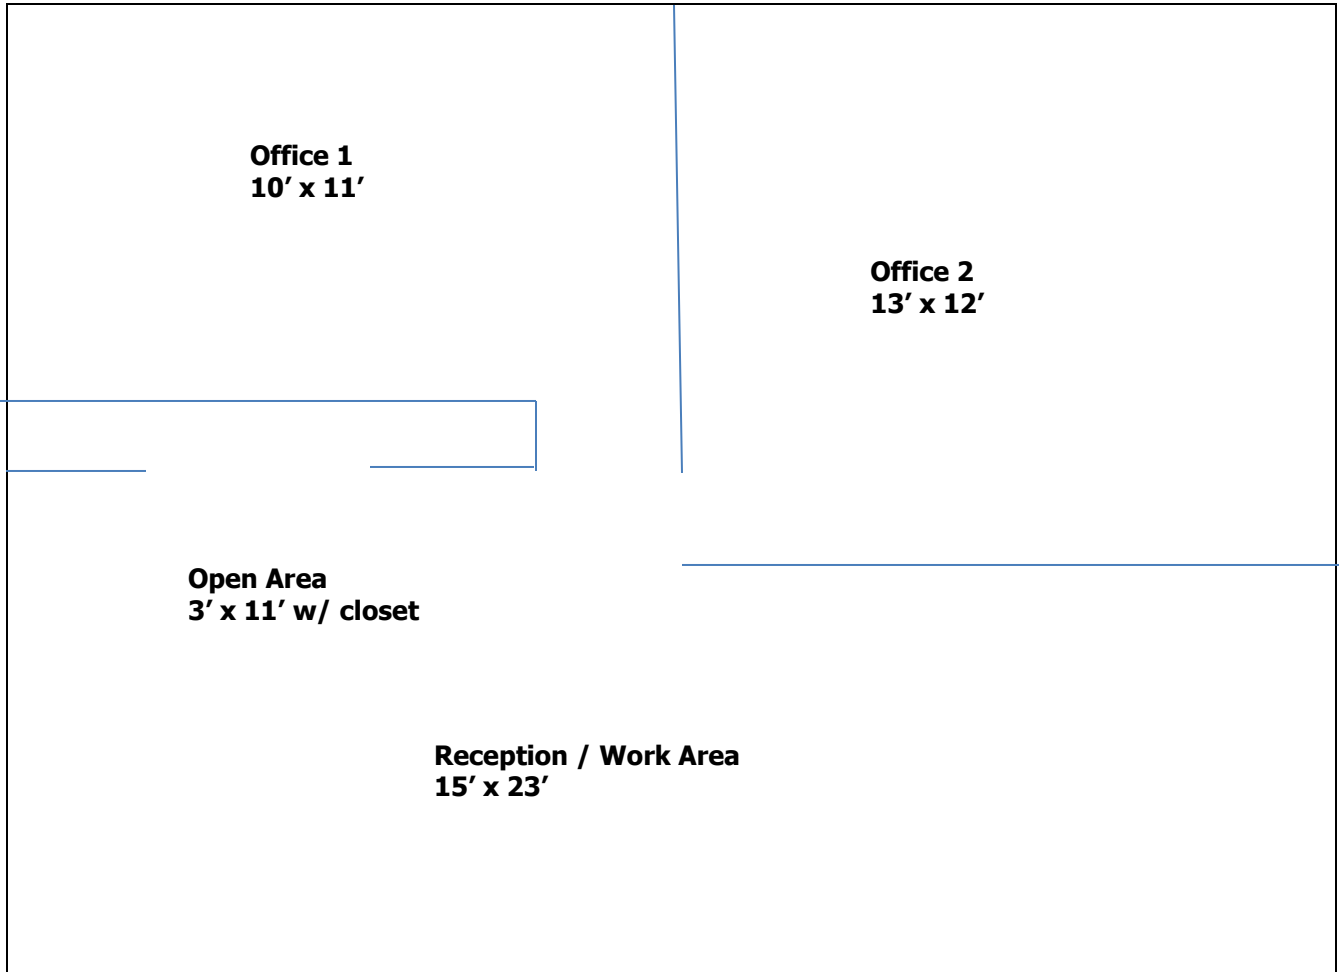 Office 1
10’ x 11’
Office 2
13’ x 12’
Open Area
3’ x 11’ w/ closet
Reception / Work Area
15’ x 23’